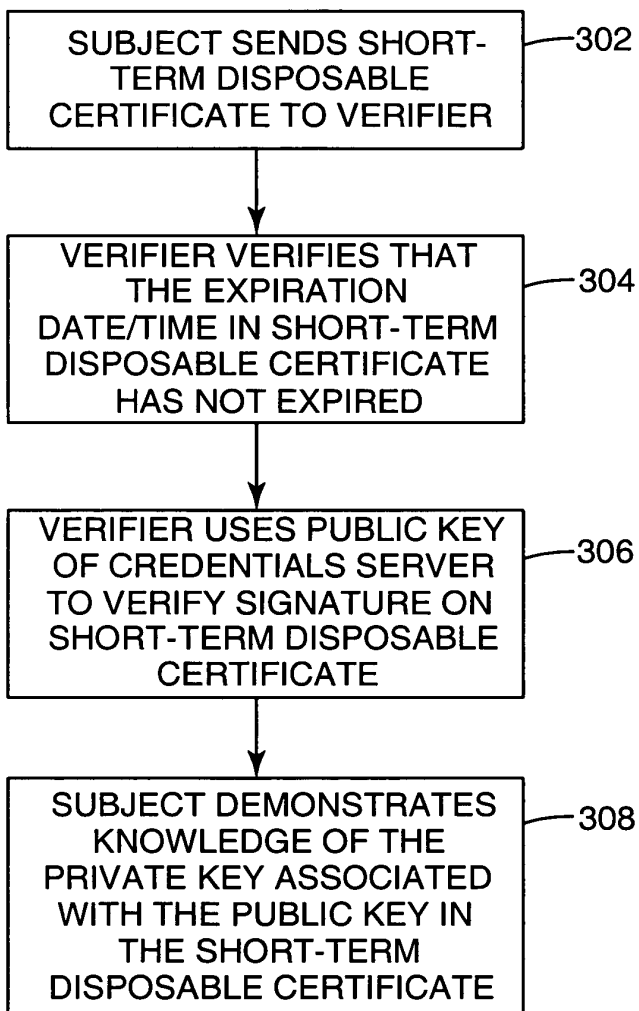 SUBJECT SENDS SHORT-
TERM DISPOSABLE
CERTIFICATE TO VERIFIER
302
VERIFIER VERIFIES THAT
THE EXPIRATION
DATE/TIME IN SHORT-TERM
DISPOSABLE CERTIFICATE
HAS NOT EXPIRED
304
VERIFIER USES PUBLIC KEY
OF CREDENTIALS SERVER
TO VERIFY SIGNATURE ON
SHORT-TERM DISPOSABLE
CERTIFICATE
306
SUBJECT DEMONSTRATES
KNOWLEDGE OF THE
PRIVATE KEY ASSOCIATED
WITH THE PUBLIC KEY IN
THE SHORT-TERM
DISPOSABLE CERTIFICATE
308